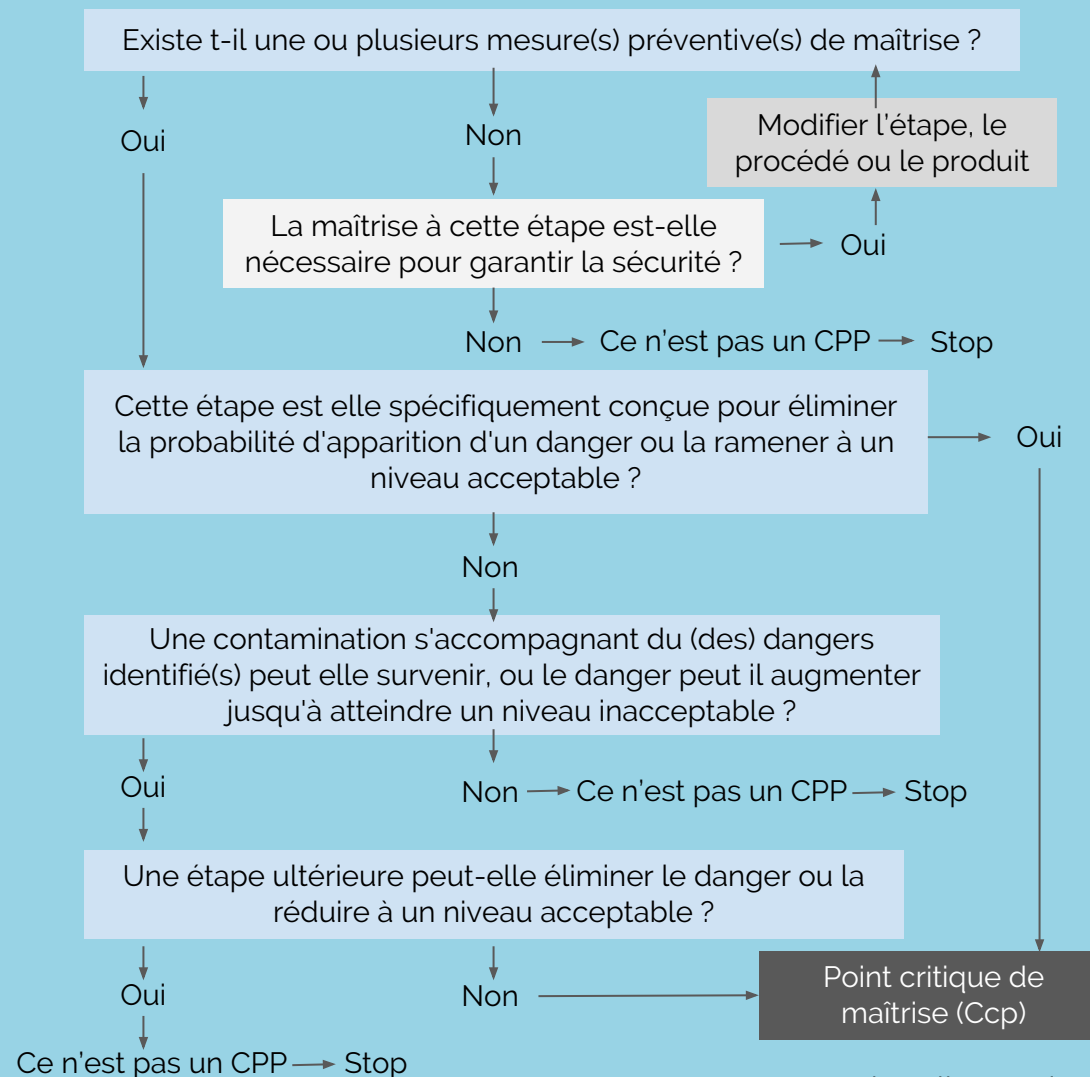 Existe t-il une ou plusieurs mesure(s) préventive(s) de maîtrise ?
Oui
Non
Modifier l'étape, le
procédé ou le produit
La maîtrise à cette étape est-elle
nécessaire pour garantir la sécurité ?
Oui
Non
Ce n'est pas un CPP
Stop
Cette étape est elle spécifiquement conçue pour éliminer
la probabilité d'apparition d'un danger ou la ramener à un
niveau acceptable ?
Oui
Non
Une contamination s'accompagnant du (des) dangers
identifié(s) peut elle survenir, ou le danger peut il augmenter
jusqu'à atteindre un niveau inacceptable ?
Oui
Non
Ce n'est pas un CPP
Stop
Une étape ultérieure peut-elle éliminer le danger ou la
réduire à un niveau acceptable ?
Oui
Non
Point critique de
maîtrise (Ccp)
Ce n'est pas un CPP
Stop